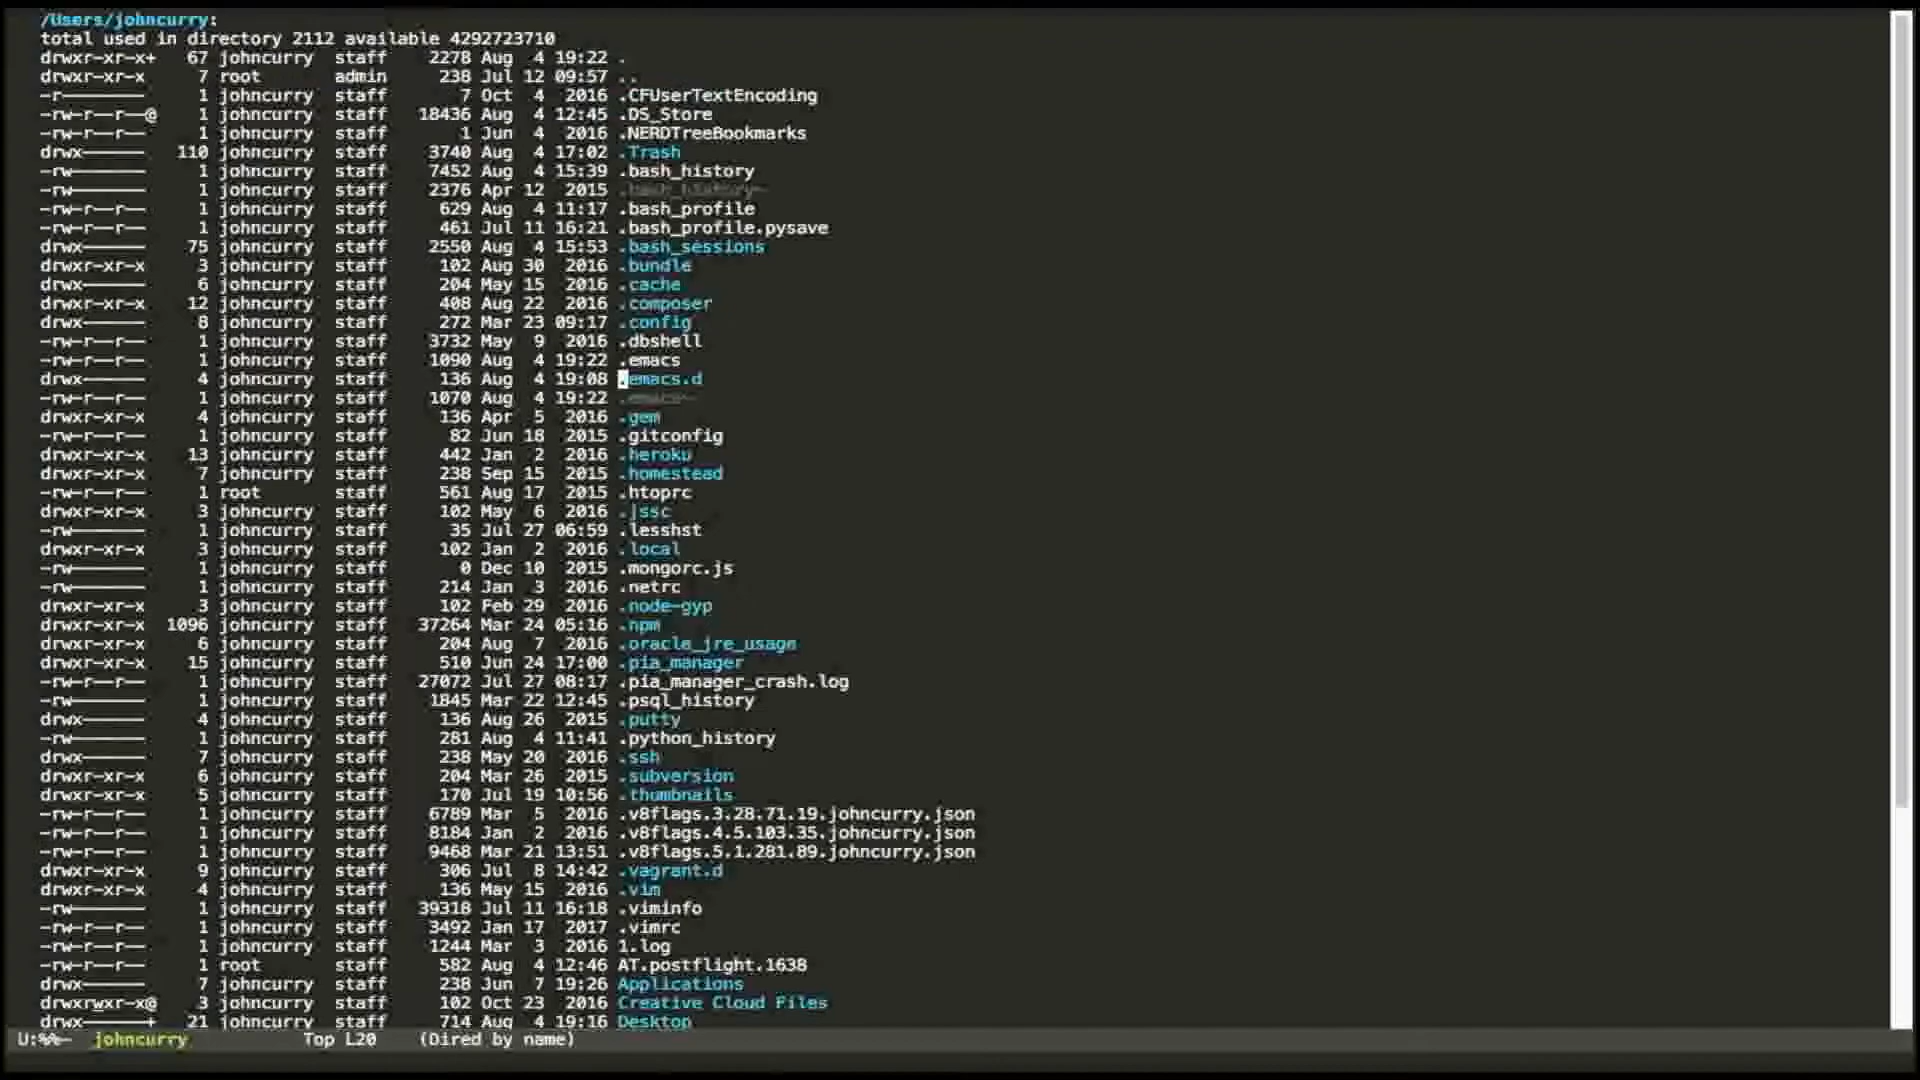 /Users/johncurry:
total used in directory 2112 available 4292723710
drwxr-xr-x+ 67 johncurry staff 2278 Aug 4 19:22 .
drwxr-xr-x 7 root admin 238 Jul 12 09:57 ..
-r-------- 1 johncurry staff 7 Oct 4 2016 .CFUserTextEncoding
-rw-r--r--@ 1 johncurry staff 18436 Aug 4 12:45 .DS_Store
-rw-r--r-- 1 johncurry staff 1 Jun 4 2016 .NERDTreeBookmarks
drwx------ 110 johncurry staff 3740 Aug 4 17:02 .Trash
-rw------- 1 johncurry staff 7452 Aug 4 15:39 .bash_history
-rw------- 1 johncurry staff 2376 Apr 12 2015 .bash_history~
-rw-r--r-- 1 johncurry staff 629 Aug 4 11:17 .bash_profile
-rw-r--r-- 1 johncurry staff 461 Jul 11 16:21 .bash_profile.pysave
drwx------ 75 johncurry staff 2550 Aug 4 15:53 .bash_sessions
drwxr-xr-x 3 johncurry staff 102 Aug 30 2016 .bundle
drwx------ 6 johncurry staff 204 May 15 2016 .cache
drwxr-xr-x 12 johncurry staff 408 Aug 22 2016 .composer
drwx------ 8 johncurry staff 272 Mar 23 09:17 .config
-rw-r--r-- 1 johncurry staff 3732 May 9 2016 .dbshell
-rw-r--r-- 1 johncurry staff 1090 Aug 4 19:22 .emacs
drwx------ 4 johncurry staff 136 Aug 4 19:08 .emacs.d
-rw-r--r-- 1 johncurry staff 1070 Aug 4 19:22 .emacs~
drwxr-xr-x 4 johncurry staff 136 Apr 5 2016 .gem
-rw-r--r-- 1 johncurry staff 82 Jun 18 2015 .gitconfig
drwxr-xr-x 13 johncurry staff 442 Jan 2 2016 .heroku
drwxr-xr-x 7 johncurry staff 238 Sep 15 2015 .homestead
-rw-r--r-- 1 root staff 561 Aug 17 2015 .htoprc
drwxr-xr-x 3 johncurry staff 102 May 6 2016 .jssc
-rw------- 1 johncurry staff 35 Jul 27 06:59 .lesshst
drwxr-xr-x 3 johncurry staff 102 Jan 2 2016 .local
-rw------- 1 johncurry staff 0 Dec 10 2015 .mongorc.js
-rw------- 1 johncurry staff 214 Jan 3 2016 .netrc
drwxr-xr-x 3 johncurry staff 102 Feb 29 2016 .node-gyp
drwxr-xr-x 1096 johncurry staff 37264 Mar 24 05:16 .npm
drwxr-xr-x 6 johncurry staff 204 Aug 7 2016 .oracle_jre_usage
drwxr-xr-x 15 johncurry staff 510 Jun 24 17:00 .pia_manager
-rw-r--r-- 1 johncurry staff 27072 Jul 27 08:17 .pia_manager_crash.log
-rw------- 1 johncurry staff 1845 Mar 22 12:45 .psql_history
drwx------ 4 johncurry staff 136 Aug 26 2015 .putty
-rw------- 1 johncurry staff 281 Aug 4 11:41 .python_history
drwx------ 7 johncurry staff 238 May 20 2016 .ssh
drwxr-xr-x 6 johncurry staff 204 Mar 26 2015 .subversion
drwxr-xr-x 5 johncurry staff 170 Jul 19 10:56 .thumbnails
-rw-r--r-- 1 johncurry staff 6789 Mar 5 2016 .v8flags.3.28.71.19.johncurry.json
-rw-r--r-- 1 johncurry staff 8184 Jan 2 2016 .v8flags.4.5.103.35.johncurry.json
-rw-r--r-- 1 johncurry staff 9468 Mar 21 13:51 .v8flags.5.1.281.89.johncurry.json
drwxr-xr-x 9 johncurry staff 306 Jul 8 14:42 .vagrant.d
drwxr-xr-x 4 johncurry staff 136 May 15 2016 .vim
-rw------- 1 johncurry staff 39318 Jul 11 16:18 .viminfo
-rw-r--r-- 1 johncurry staff 3492 Jan 17 2017 .vimrc
-rw-r--r-- 1 johncurry staff 1244 Mar 3 2016 1.log
-rw-r--r-- 1 root staff 582 Aug 4 12:46 AT.postflight.1638
drwx------ 7 johncurry staff 238 Jun 7 19:26 Applications
drwxrwxr-x@ 3 johncurry staff 102 Oct 23 2016 Creative Cloud Files
drwx------+ 21 johncurry staff 714 Aug 4 19:16 Desktop
U:%%- johncurry Top L20 (Dired by name)